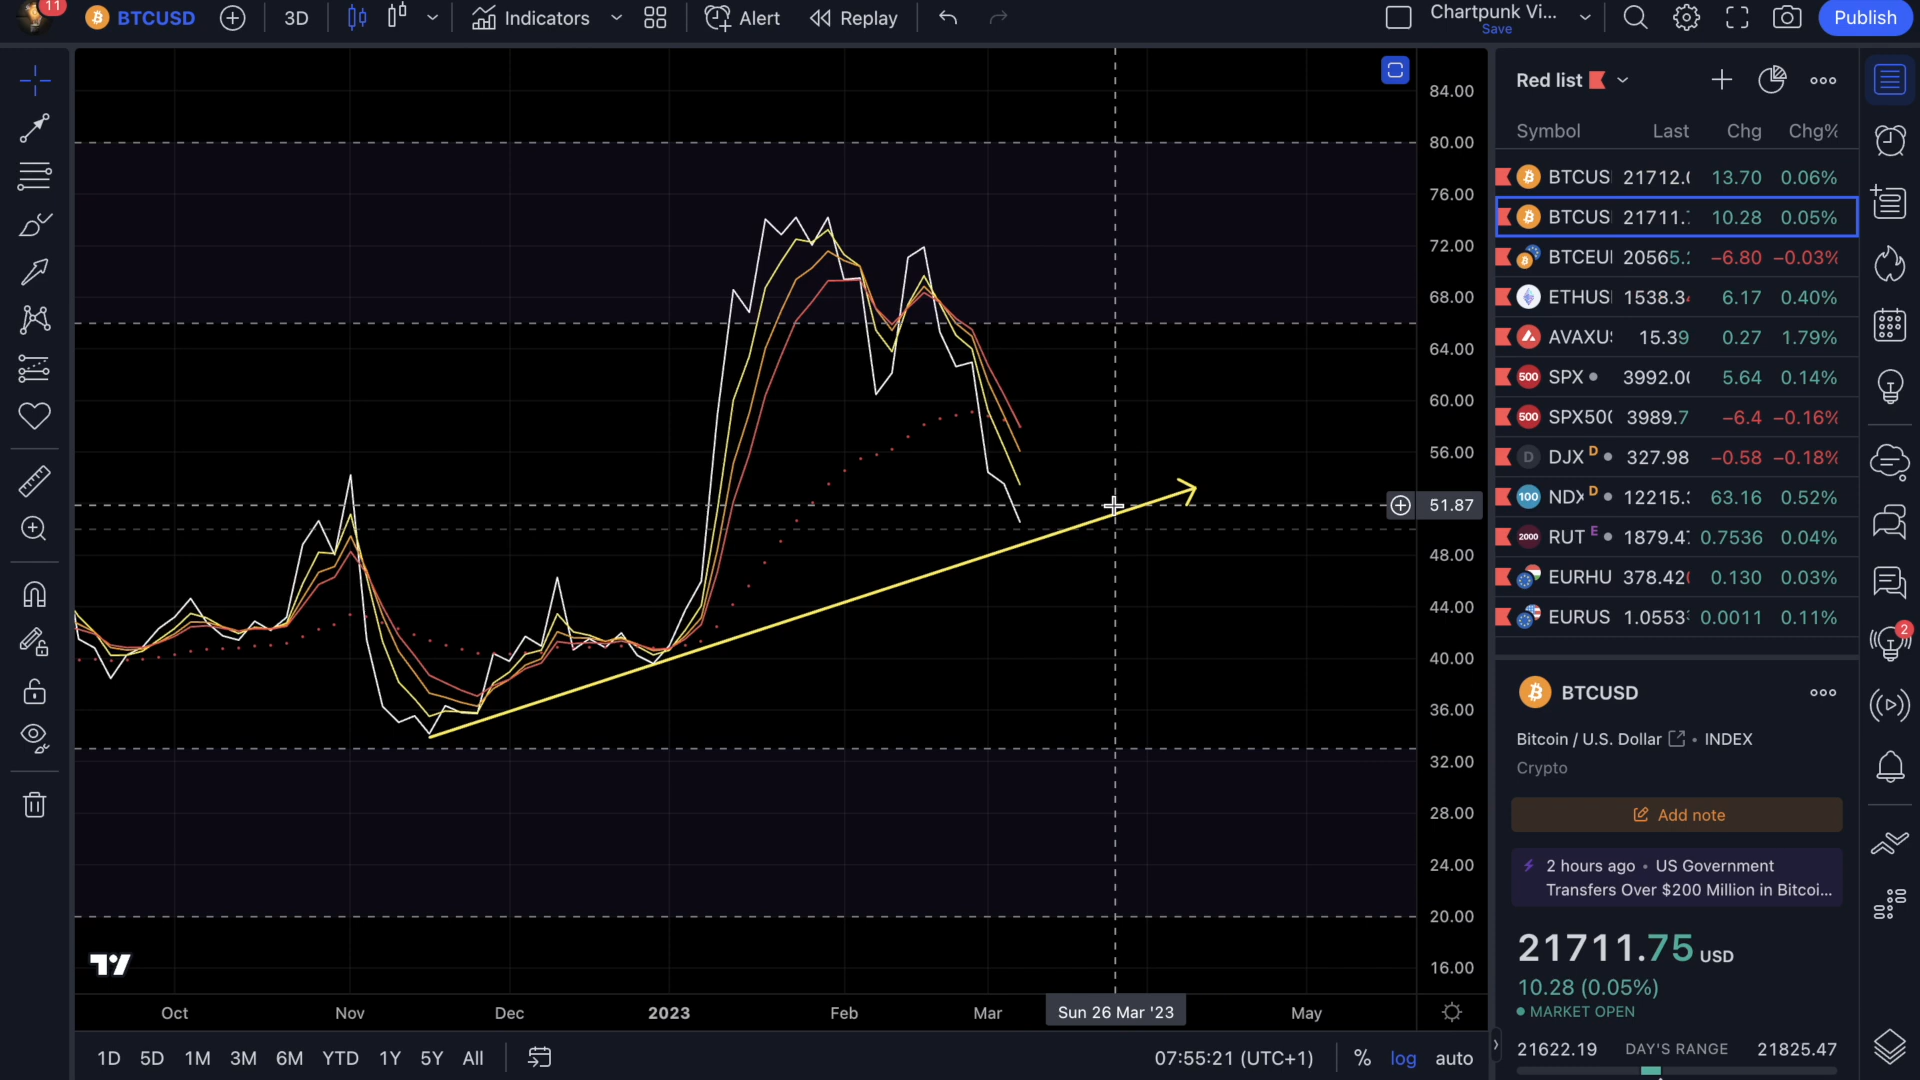 11
BTCUSD
3D
Indicators
Alert
Replay
Chartpunk Vi...
Save
Publish
84.00
80.00
76.00
72.00
68.00
64.00
60.00
56.00
51.87
48.00
44.00
40.00
36.00
32.00
28.00
24.00
20.00
16.00
Oct Nov Dec 2023 Feb Mar Sun 26 Mar '23 May
1D 5D 1M 3M 6M YTD 1Y 5Y All
07:55:21 (UTC+1) % log auto
Red list
Symbol Last Chg Chg%
BTCUS 21712. 13.70 0.06%
BTCUS 21711. 10.28 0.05%
BTCEU 20565. −6.80 −0.03%
ETHUS 1538.3 6.17 0.40%
AVAXU 15.39 0.27 1.79%
500 SPX 3992.0 5.64 0.14%
500 SPX500 3989.7 −6.4 −0.16%
D DJX D 327.98 −0.58 −0.18%
100 NDX D 12215. 63.16 0.52%
2000 RUT E 1879.4 0.7536 0.04%
EURHU 378.42 0.130 0.03%
EURUS 1.0553 0.0011 0.11%
2
BTCUSD
Bitcoin / U.S. Dollar • INDEX
Crypto
Add note
2 hours ago • US Government
Transfers Over $200 Million in Bitcoi...
21711.75 USD
10.28 (0.05%)
MARKET OPEN
21622.19 DAY'S RANGE 21825.47